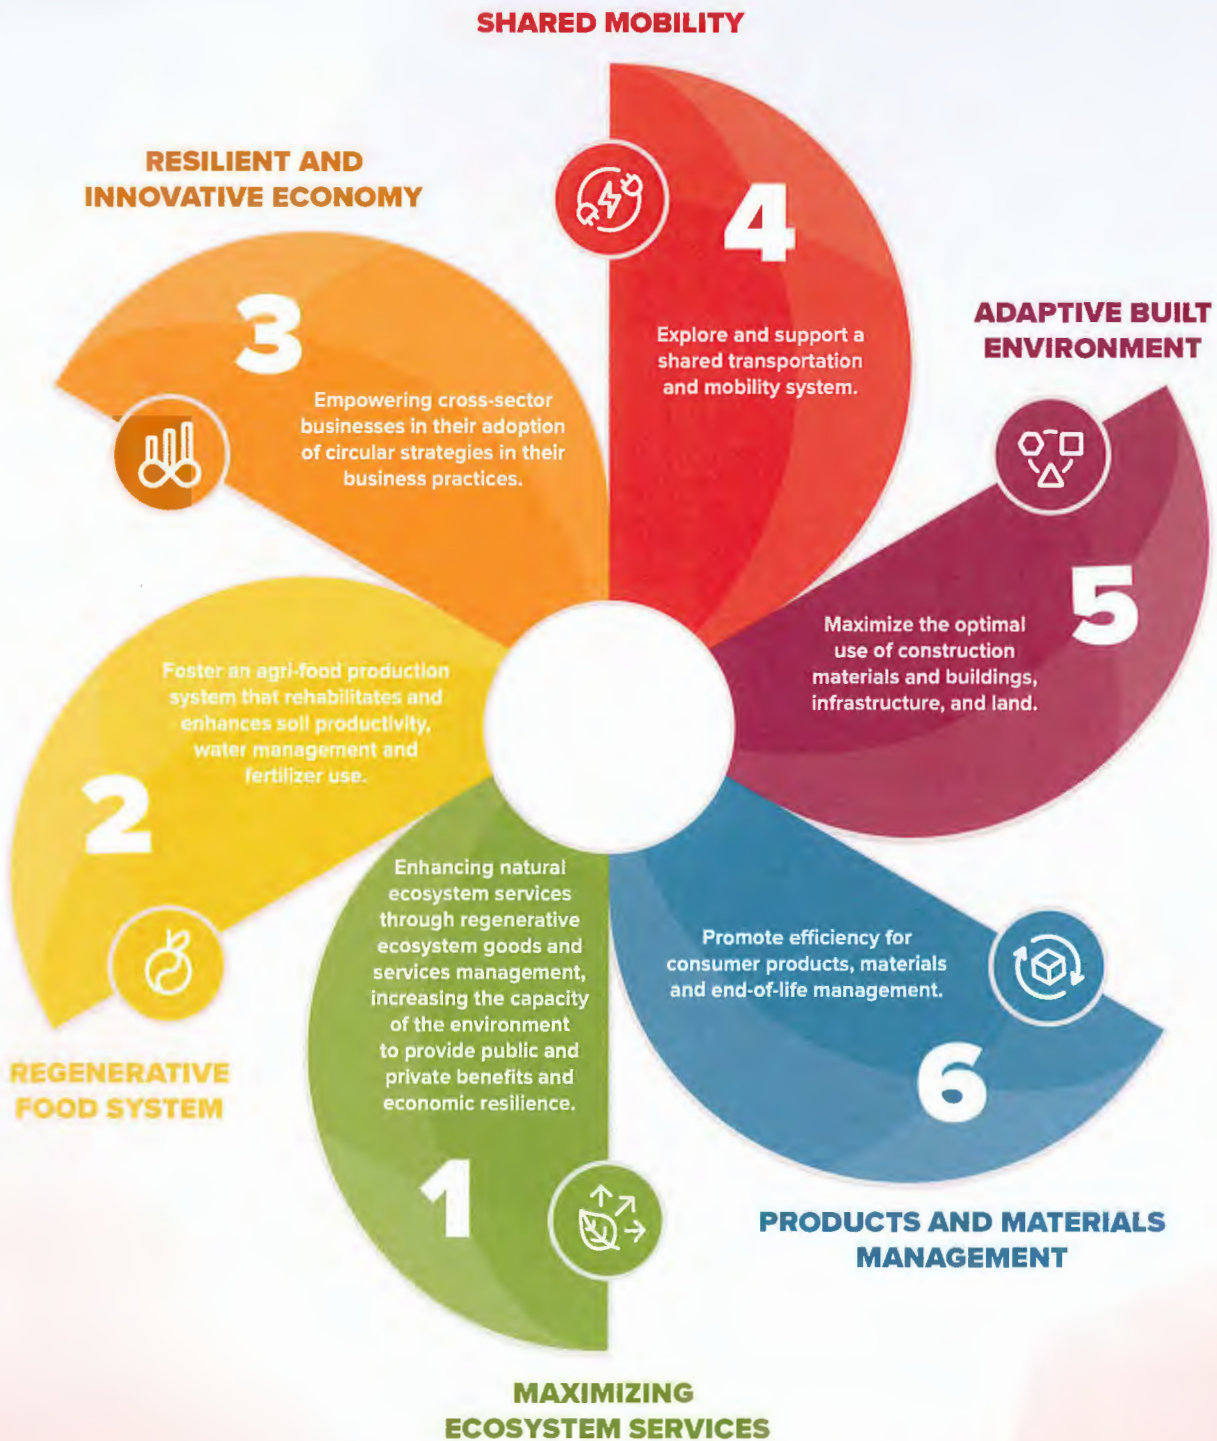 SHARED MOBILITY
4
Explore and support a
shared transportation
and mobility system.
RESILIENT AND
INNOVATIVE ECONOMY
3
Empowering cross-sector
businesses in their adoption
of circular strategies in their
business practices.
ADAPTIVE BUILT
ENVIRONMENT
5
Maximize the optimal
use of construction
materials and buildings,
infrastructure, and land.
Foster an agri-food production
system that rehabilitates and
enhances soil productivity,
water management and
fertilizer use.
2
REGENERATIVE
FOOD SYSTEM
Enhancing natural
ecosystem services
through regenerative
ecosystem goods and
services management,
increasing the capacity
of the environment
to provide public and
private benefits and
economic resilience.
1
MAXIMIZING
ECOSYSTEM SERVICES
Promote efficiency for
consumer products, materials
and end-of-life management.
6
PRODUCTS AND MATERIALS
MANAGEMENT